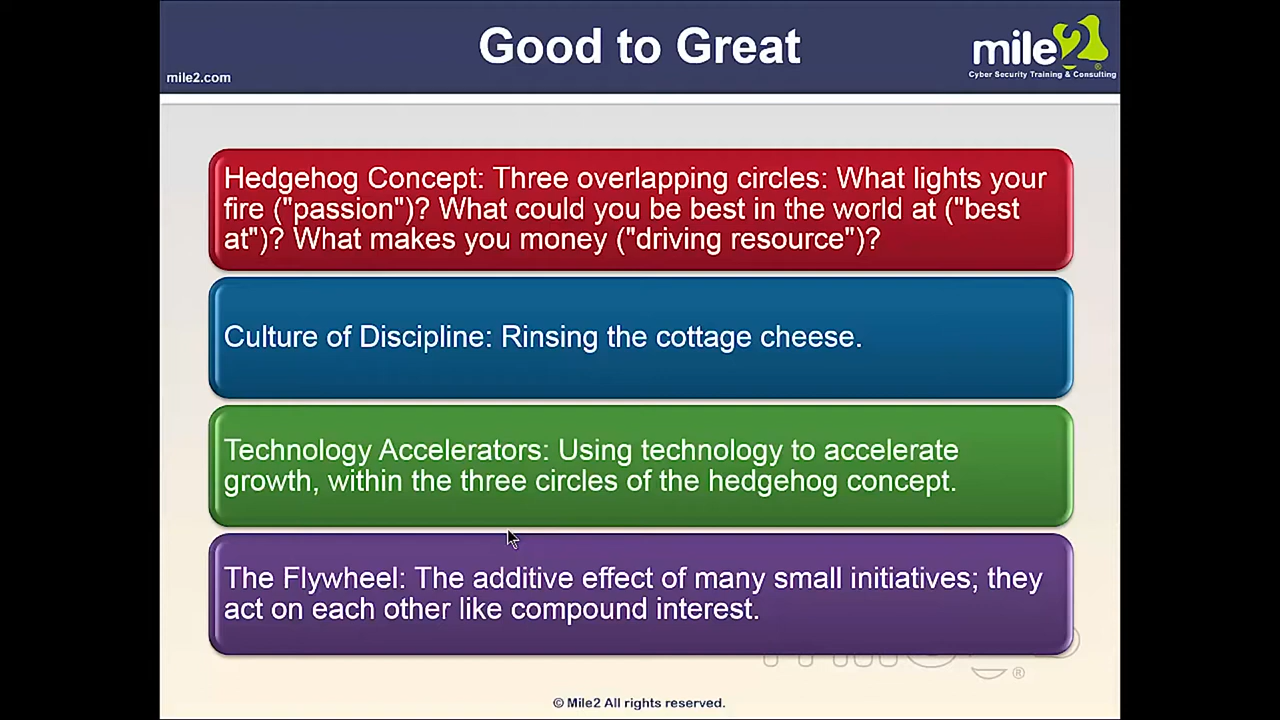 Good to Great
mile2
mile2.com
Cyber Security Training & Consulting
Hedgehog Concept: Three overlapping circles: What lights your
fire ("passion")? What could you be best in the world at ("best
at")? What makes you money ("driving resource")?
Culture of Discipline: Rinsing the cottage cheese.
Technology Accelerators: Using technology to accelerate
growth, within the three circles of the hedgehog concept.
The Flywheel: The additive effect of many small initiatives; they
act on each other like compound interest.
© Mile2 All rights reserved.